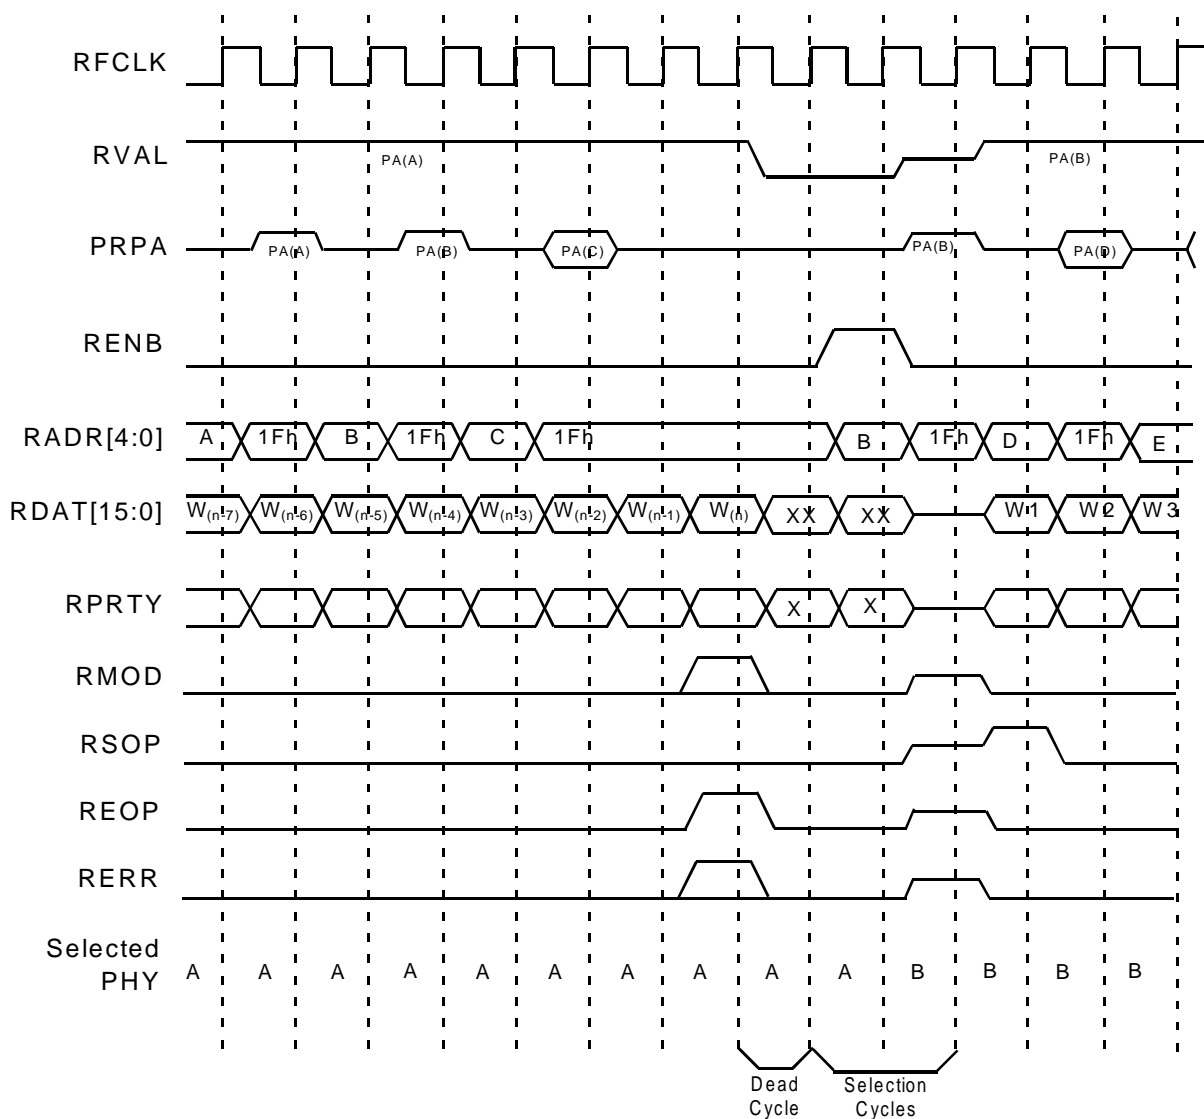 RFCLK
RVAL PA(A) PA(B)
PRPA PA(A) PA(B) PA(C) PA(B) PA(D)
RENB
RADR[4:0] A 1Fh B 1Fh C 1Fh B 1Fh D 1Fh E
RDAT[15:0] W(n-7) W(n-6) W(n-5) W(n-4) W(n-3) W(n-2) W(n-1) W(n) XX XX W1 W2 W3
RPRTY X X
RMOD
RSOP
REOP
RERR
Selected
PHY A A A A A A A A A A B B B B
Dead Selection
Cycle Cycles